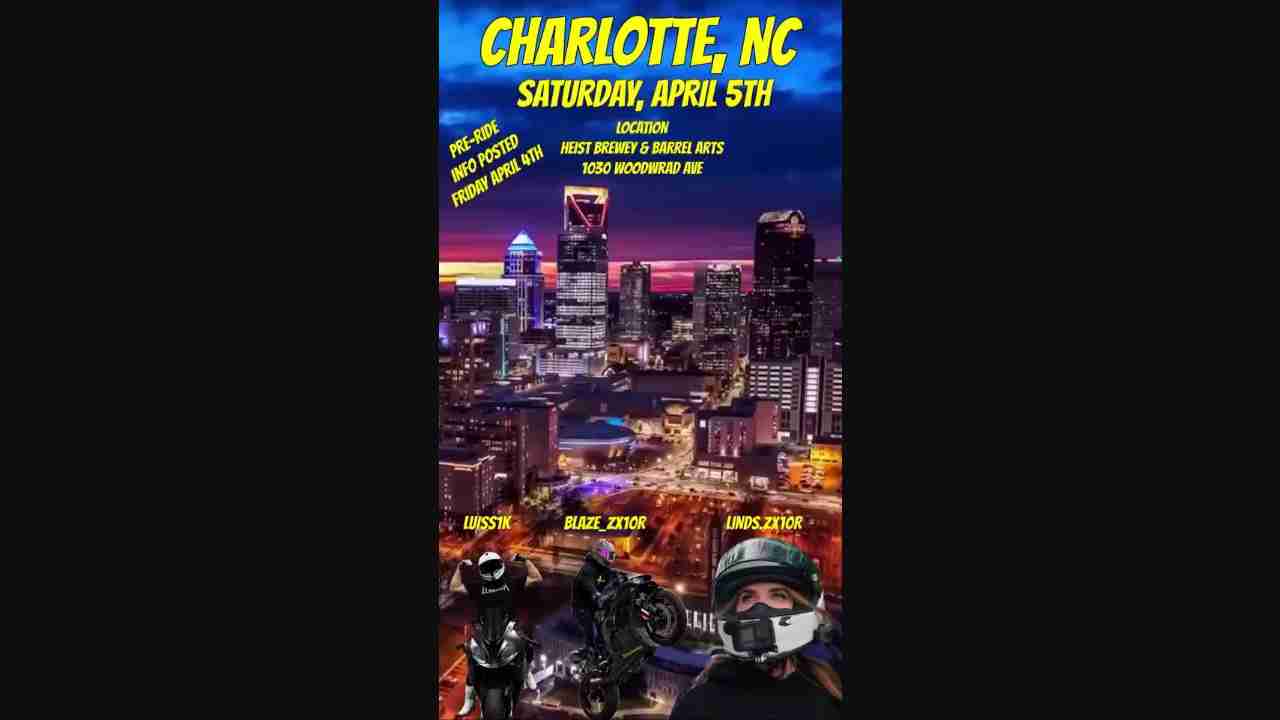 CHARLOTTE, NC
SATURDAY, APRIL 5TH
PRE-RIDE
INFO POSTED
FRIDAY APRIL 4TH
LOCATION
HEIST BREWEY & BARREL ARTS
1030 WOODWRAD AVE
LUISS1K
BLAZE_ZX10R
LINDS.ZX10R